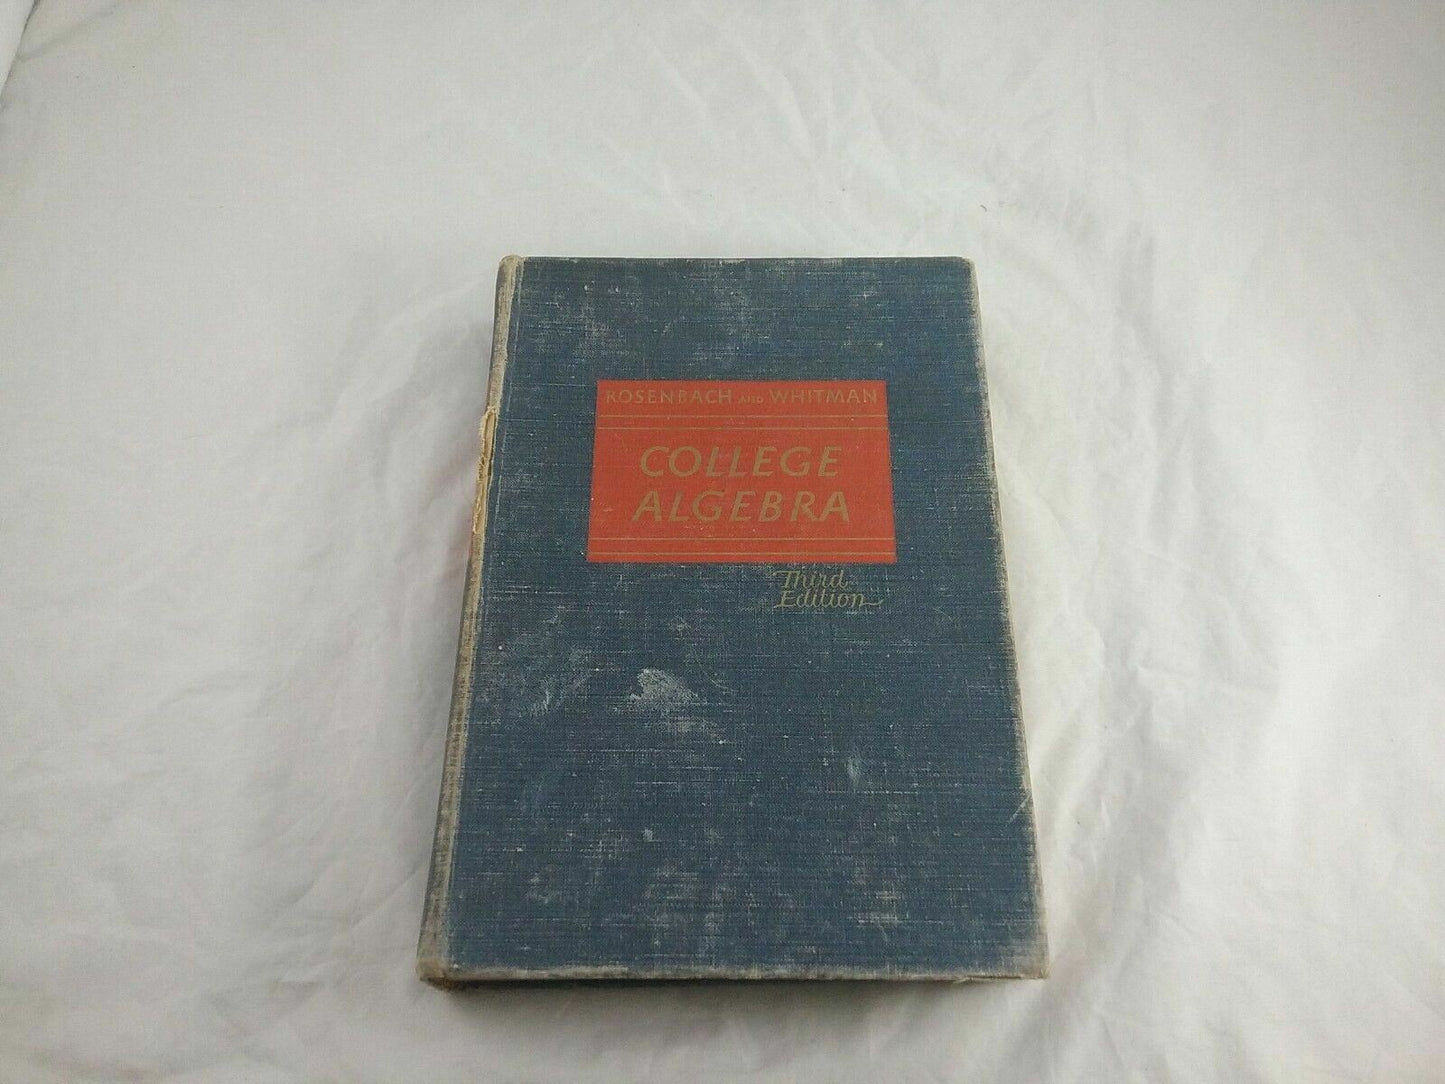 ROSENBACH AND WHITMAN
COLLEGE
ALGEBRA
Third
Edition